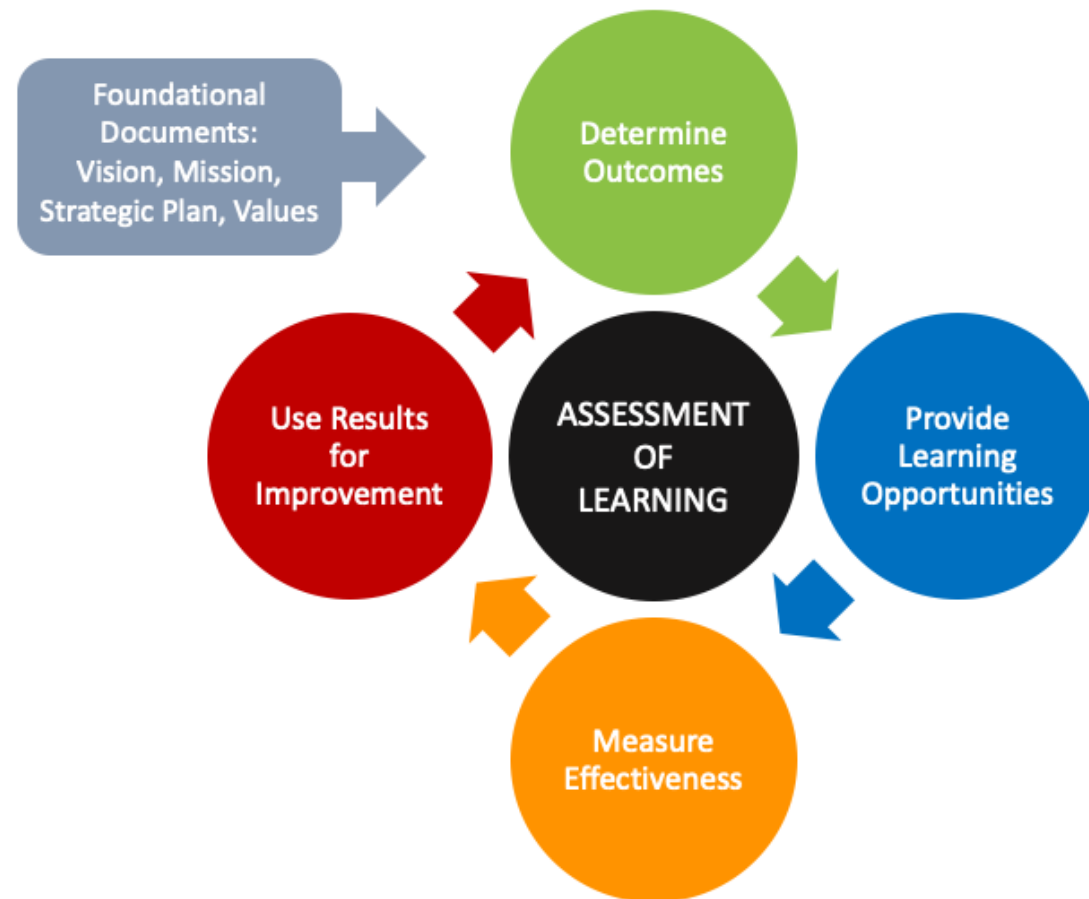 Foundational
Documents:
Vision, Mission,
Strategic Plan, Values
Determine
Outcomes
Use Results
for
Improvement
ASSESSMENT
OF
LEARNING
Provide
Learning
Opportunities
Measure
Effectiveness